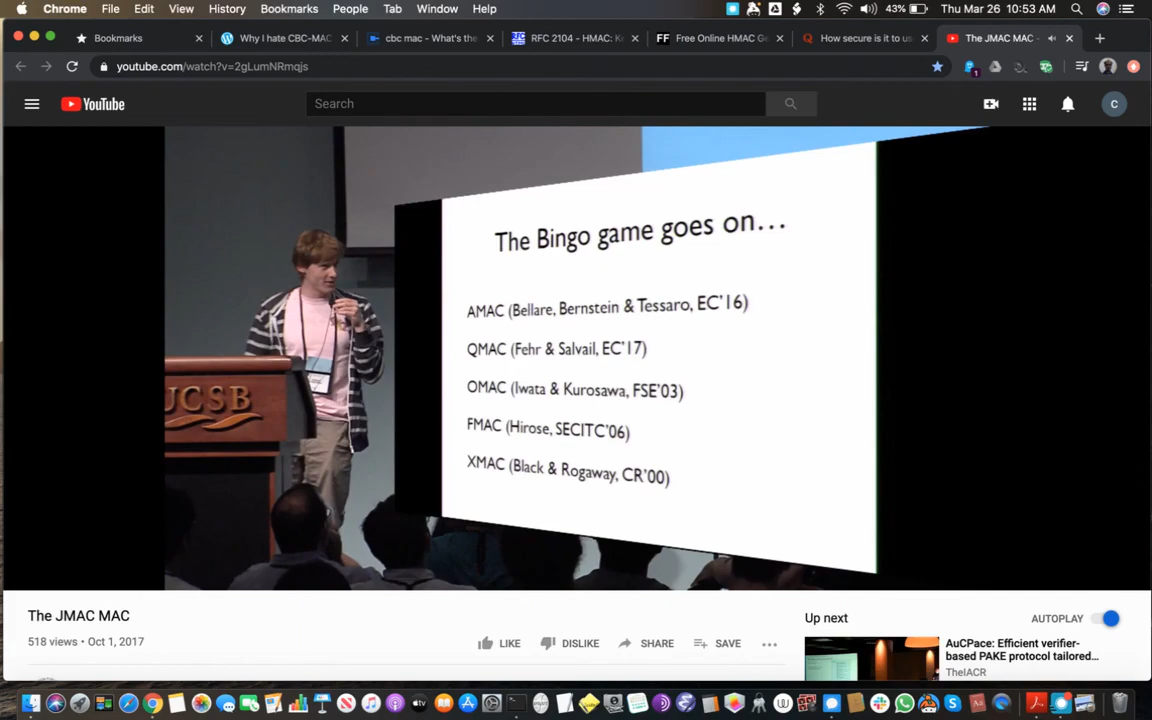 Chrome File Edit View History Bookmarks People Tab Window Help 43% Thu Mar 26 10:53 AM
Bookmarks
Why I hate CBC-MAC
cbc mac - What's the
RFC 2104 - HMAC: Ke
Free Online HMAC Ge
How secure is it to us
The JMAC MAC -
youtube.com/watch?v=2gLumNRmqjs
1
YouTube
Search
C
The Bingo game goes on…
AMAC (Bellare, Bernstein & Tessaro, EC'16)
QMAC (Fehr & Salvail, EC'17)
OMAC (Iwata & Kurosawa, FSE'03)
FMAC (Hirose, SECITC'06)
XMAC (Black & Rogaway, CR'00)
UCSB
The JMAC MAC
518 views • Oct 1, 2017
LIKE DISLIKE SHARE SAVE
Up next
AUTOPLAY
AuCPace: Efficient verifier-
based PAKE protocol tailored...
TheIACR